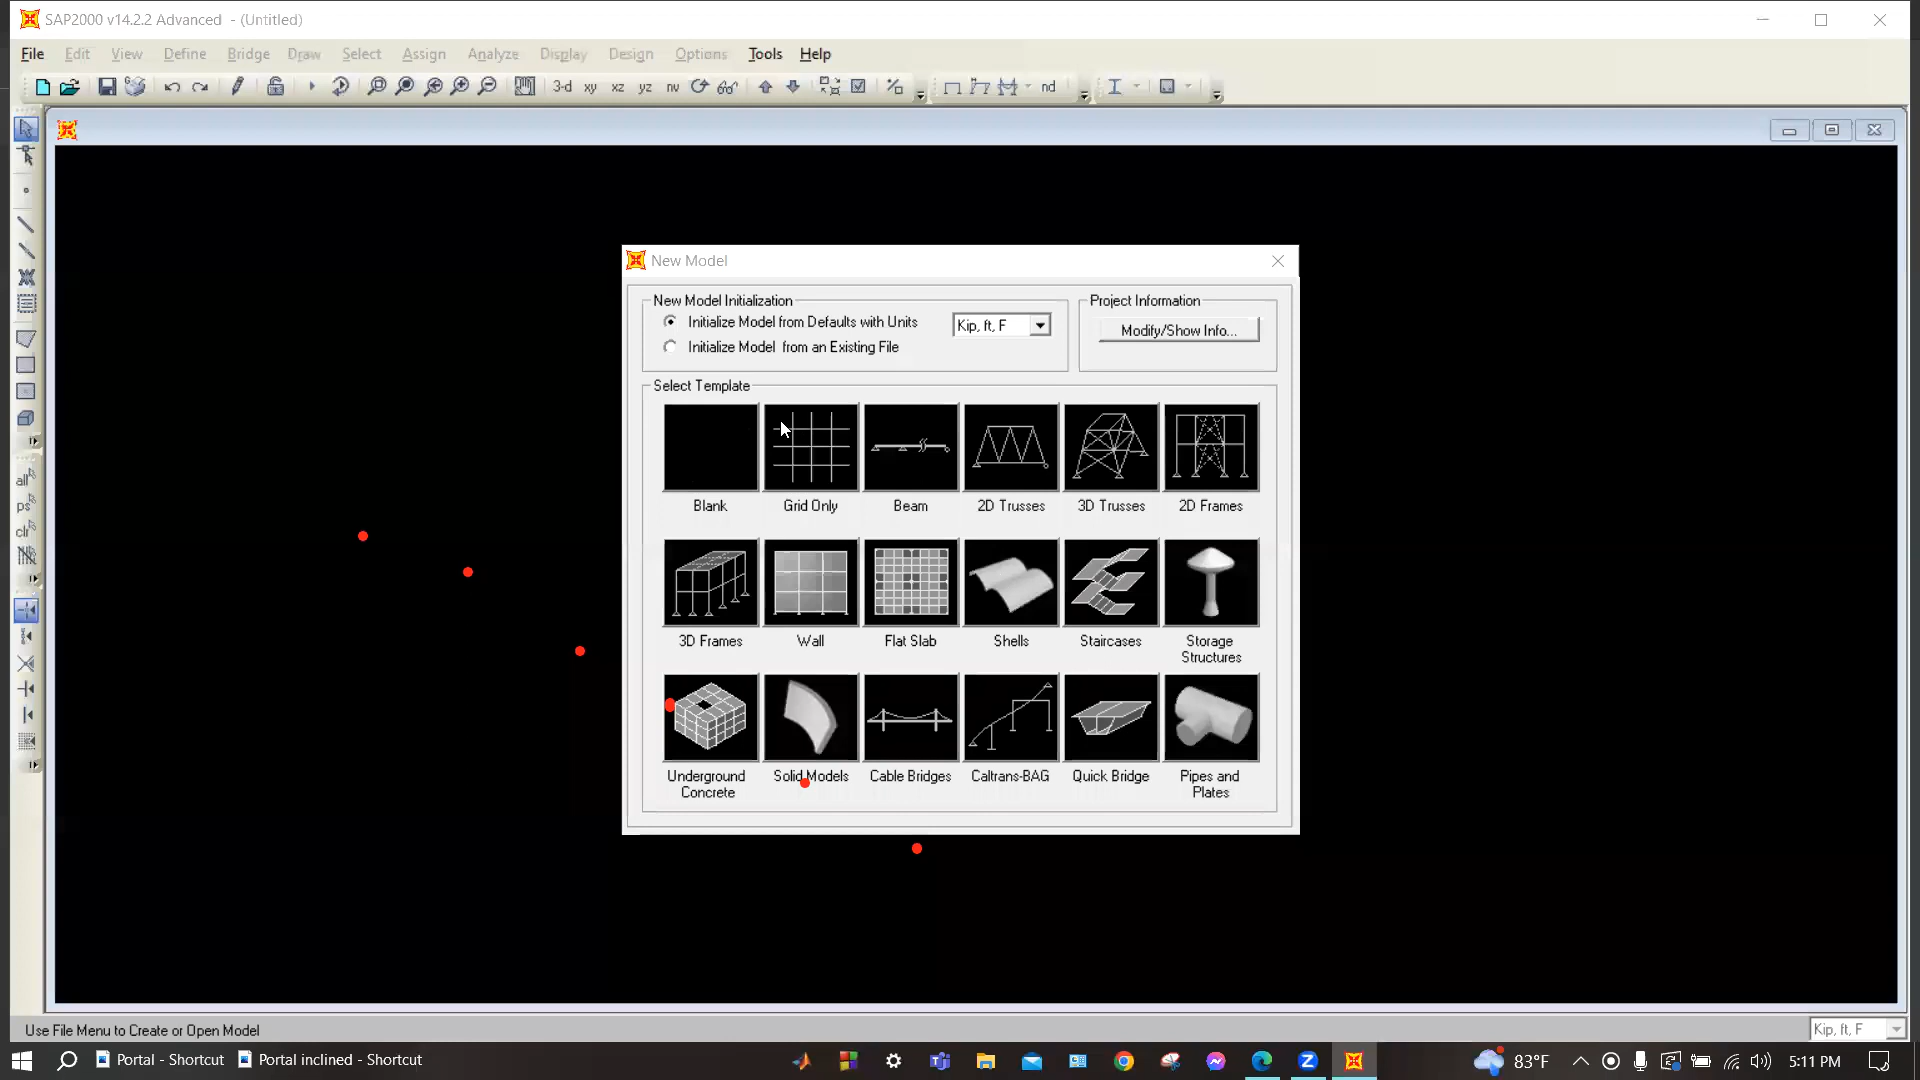 SAP2000 v14.2.2 Advanced - (Untitled)
File Edit View Define Bridge Draw Select Assign Analyze Display Design Options Tools Help
3-d xy xz yz nv nd
New Model
New Model Initialization
Initialize Model from Defaults with Units
Kip, ft, F
Initialize Model from an Existing File
Project Information
Modify/Show Info...
Select Template
Blank Grid Only Beam 2D Trusses 3D Trusses 2D Frames
3D Frames Wall Flat Slab Shells Staircases Storage
Structures
Underground Solid Models Cable Bridges Caltrans-BAG Quick Bridge Pipes and
Concrete Plates
all
ps
clr
Use File Menu to Create or Open Model
Kip, ft, F
Portal - Shortcut Portal inclined - Shortcut
83°F 5:11 PM